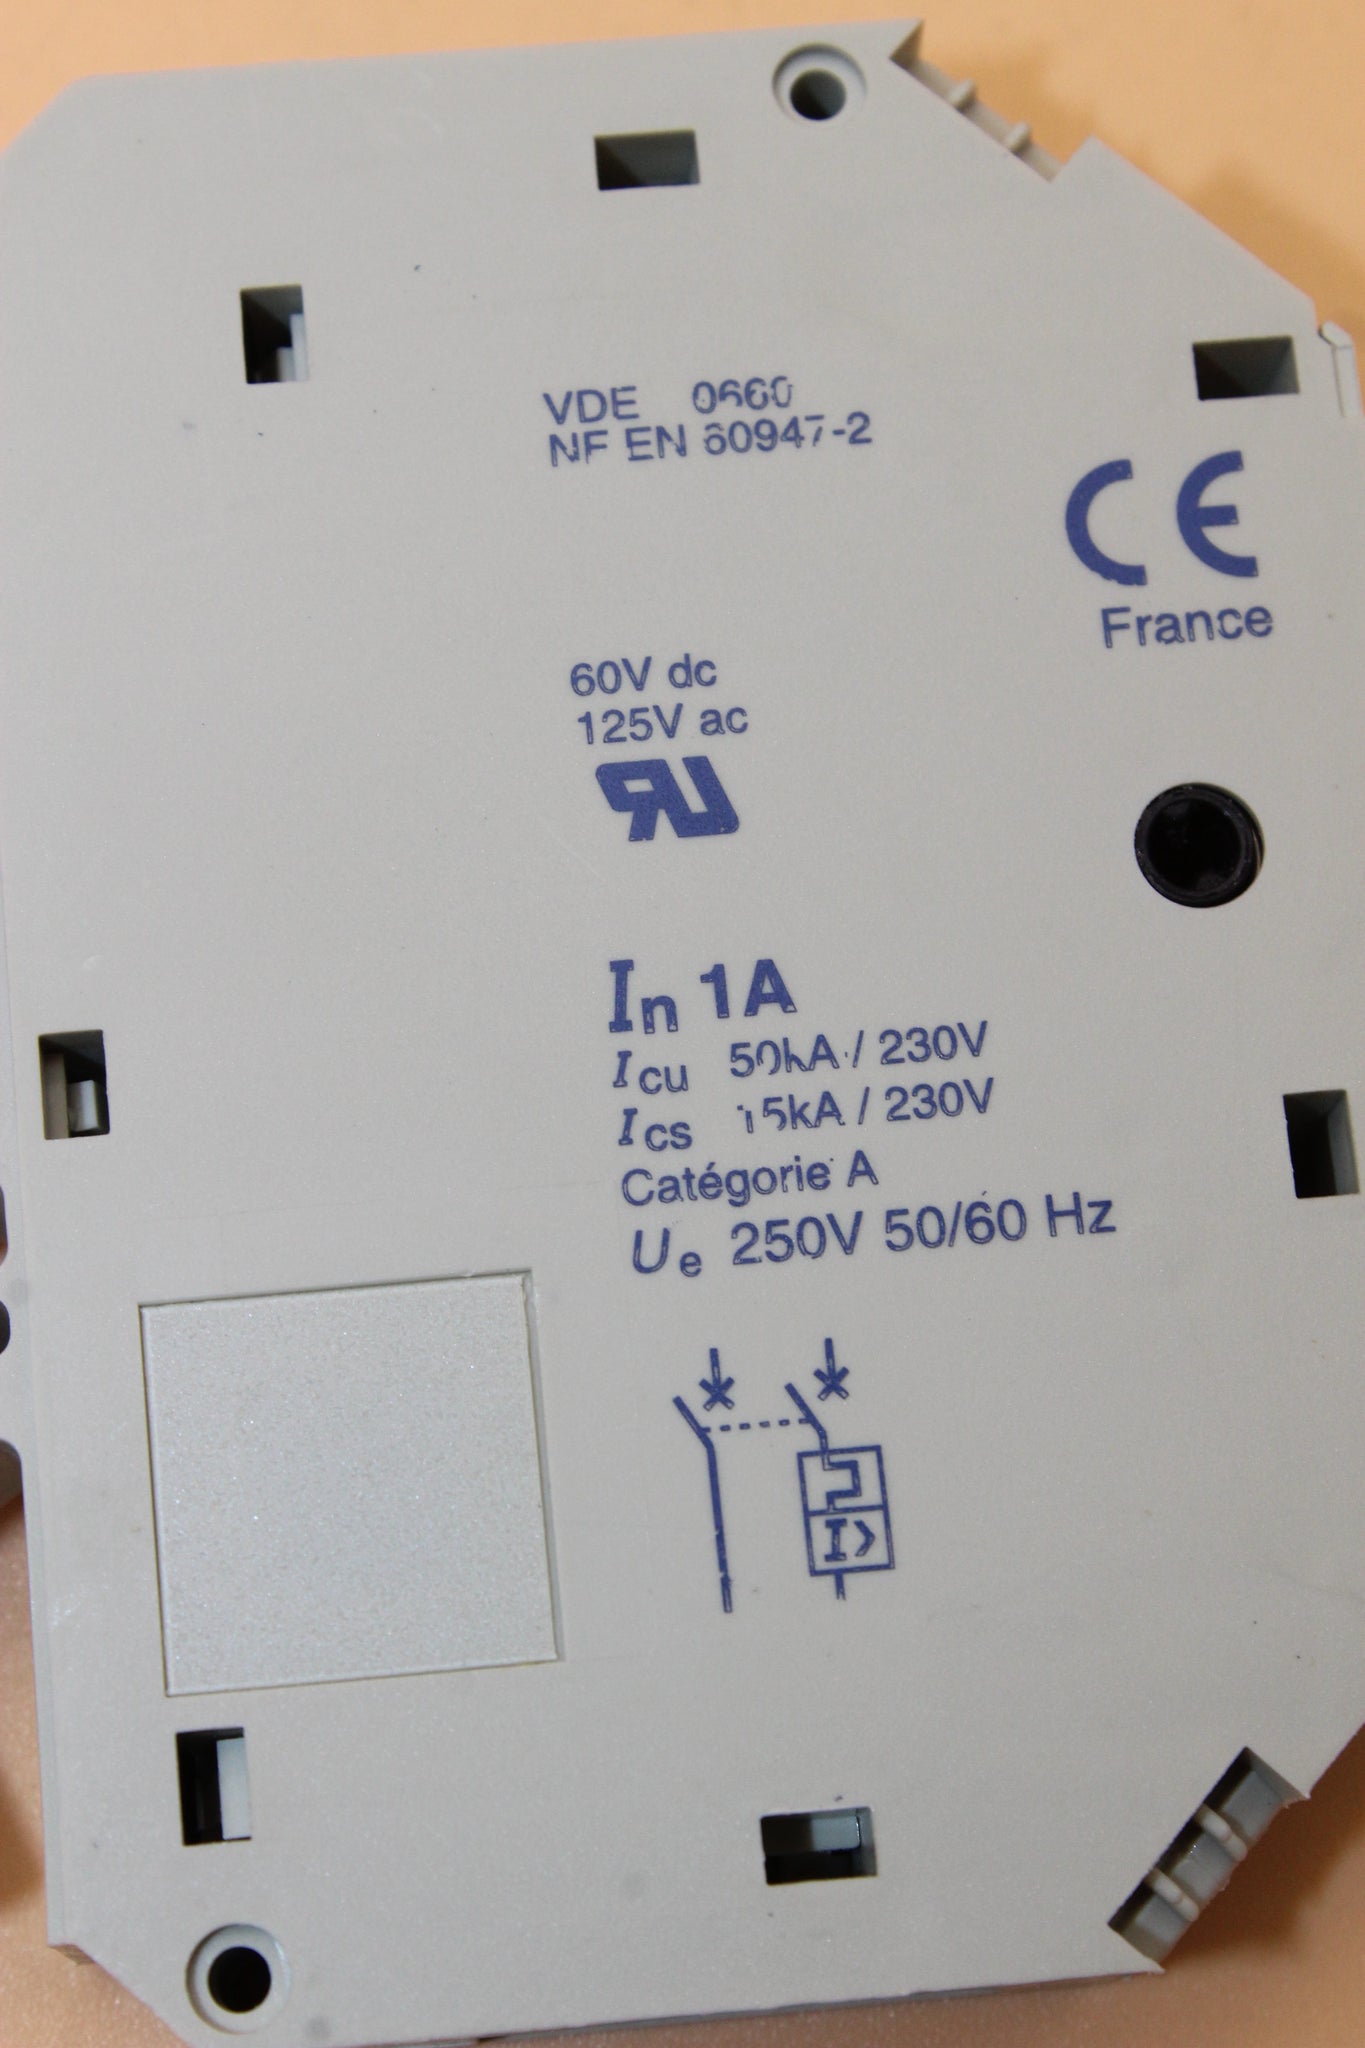 VDE 0660
NF EN 60947-2
CE
France
60V dc
125V ac
RU
In 1A
Icu 50kA / 230V
Ics 15kA / 230V
Catégorie A
Ue 250V 50/60 Hz
I>